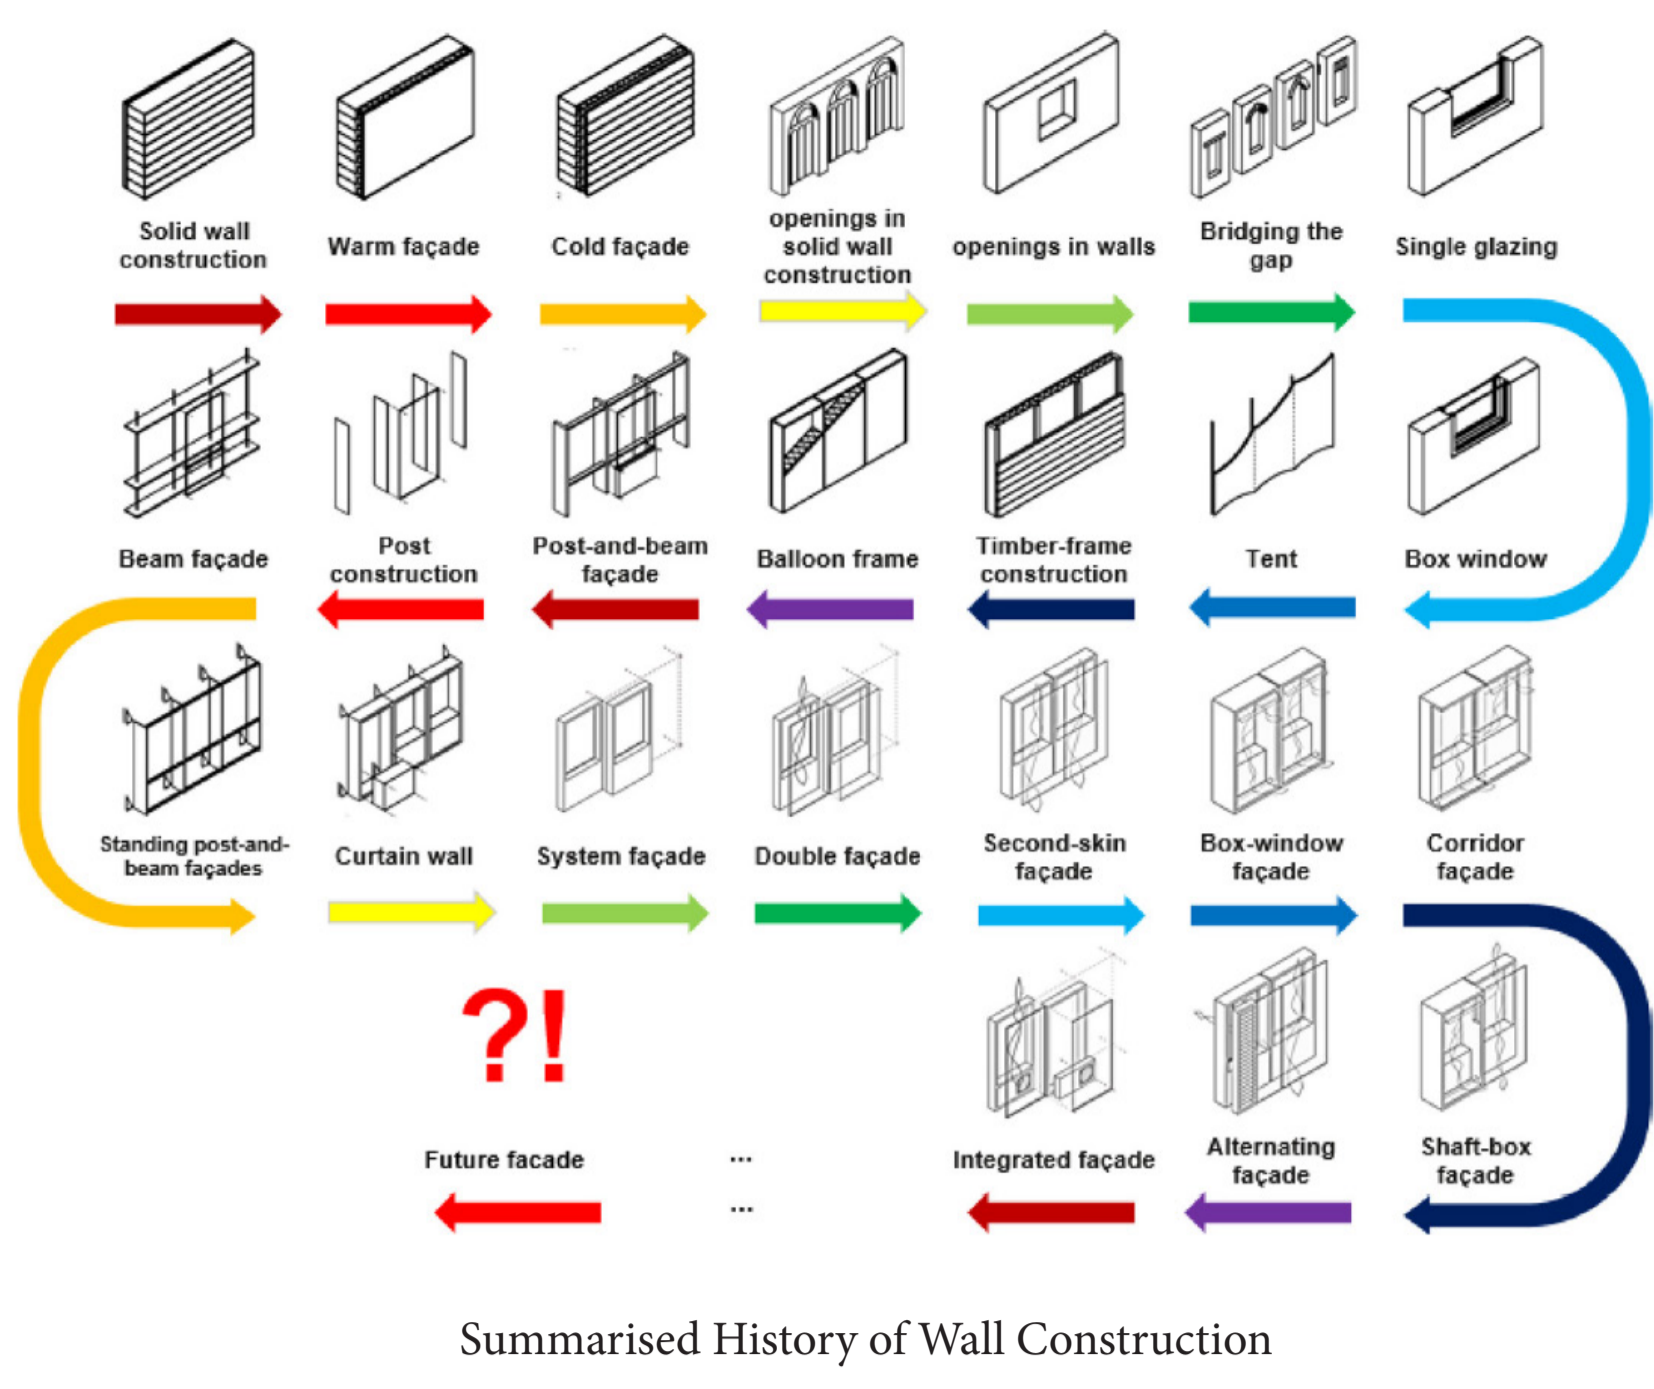 Solid wall
construction
Warm façade
Cold façade
openings in
solid wall
construction
openings in walls
Bridging the
gap
Single glazing
Beam façade
Post
construction
Post-and-beam
façade
Balloon frame
Timber-frame
construction
Tent
Box window
Standing post-and-
beam façades
Curtain wall
System façade
Double façade
Second-skin
façade
Box-window
façade
Corridor
façade
?!
Future facade
...
...
Integrated façade
Alternating
façade
Shaft-box
façade
Summarised History of Wall Construction